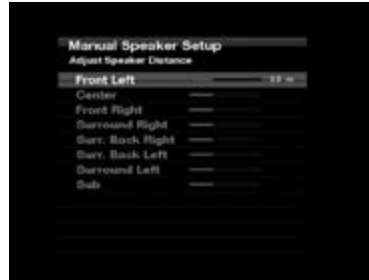 Manual Speaker Setup
Adjust Speaker Distance
Front Left
Center
Front Right
Surround Right
Surr. Back Right
Surr. Back Left
Surround Left
Sub